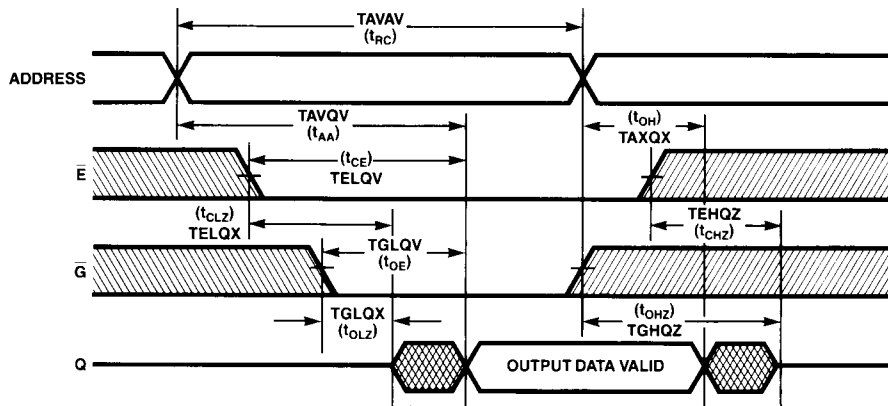 TAVAV
(tRC)
ADDRESS
TAVQV
(tAA)
(tOH)
TAXQX
E̅
(tCE)
TELQV
(tCLZ)
TELQX
TEHQZ
(tCHZ)
TGLQV
(tOE)
G̅
TGLQX
(tOLZ)
(tOHZ)
TGHQZ
Q
OUTPUT DATA VALID